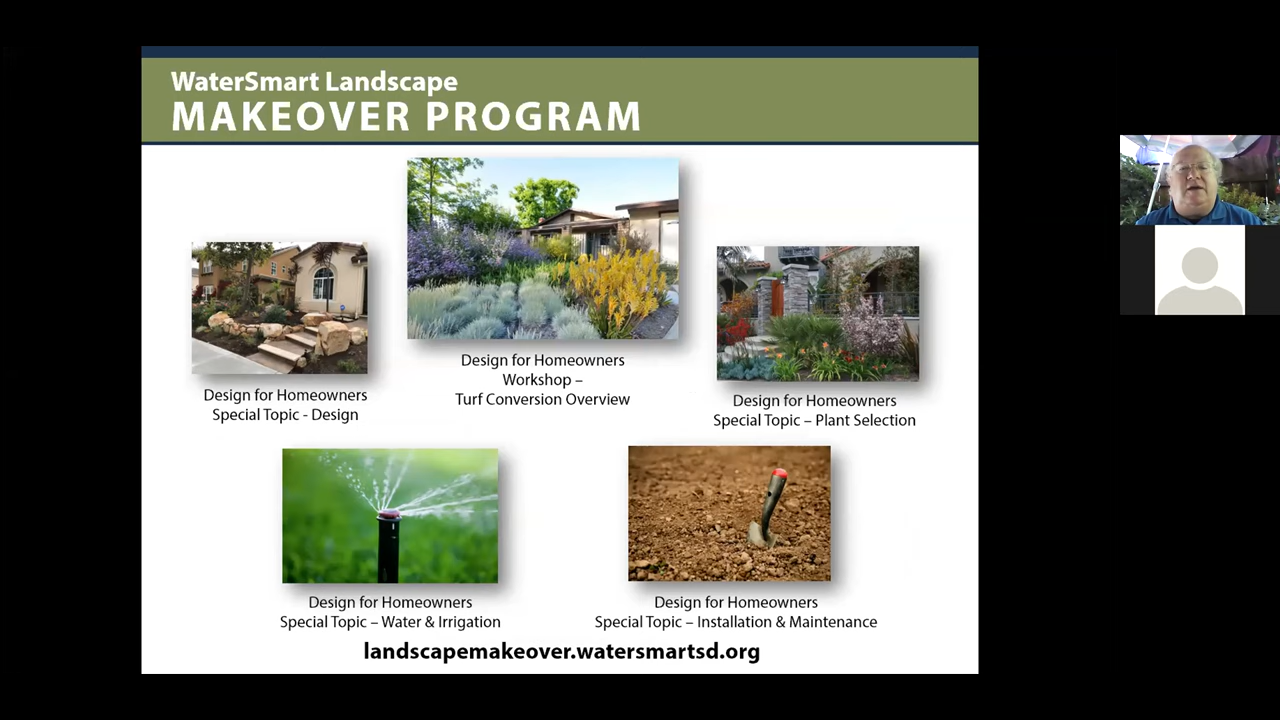 WaterSmart Landscape
MAKEOVER PROGRAM
Design for Homeowners
Workshop –
Turf Conversion Overview
Design for Homeowners
Special Topic - Design
Design for Homeowners
Special Topic – Plant Selection
Design for Homeowners
Special Topic – Water & Irrigation
Design for Homeowners
Special Topic – Installation & Maintenance
landscapemakeover.watersmartsd.org